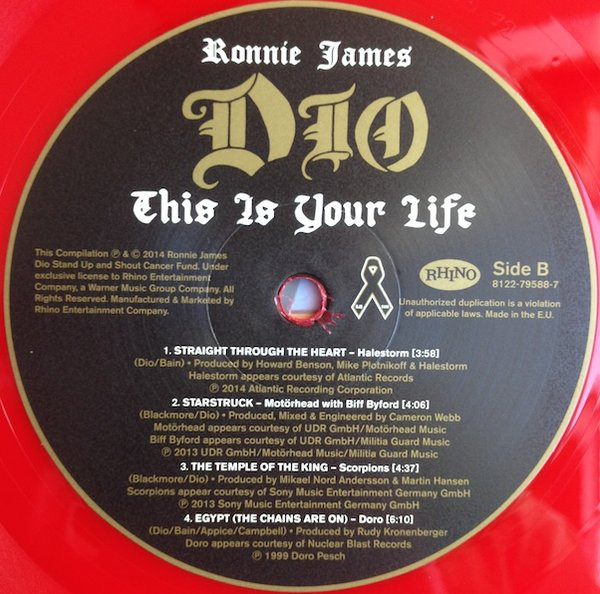 Ronnie James
DIO
This Is Your Life
This Compilation ℗ & © 2014 Ronnie James
Dio Stand Up and Shout Cancer Fund. Under
exclusive license to Rhino Entertainment
Company, a Warner Music Group Company. All
Rights Reserved. Manufactured & Marketed by
Rhino Entertainment Company.
RHINO
Side B
8122-79588-7
Unauthorized duplication is a violation
of applicable laws. Made in the E.U.
1. STRAIGHT THROUGH THE HEART – Halestorm [3:58]
(Dio/Bain) • Produced by Howard Benson, Mike Pløtnikoff & Halestorm
Halestorm appears courtesy of Atlantic Records
℗ 2014 Atlantic Recording Corporation
2. STARSTRUCK – Motörhead with Biff Byford [4:06]
(Blackmore/Dio) • Produced, Mixed & Engineered by Cameron Webb
Motörhead appears courtesy of UDR GmbH/Motörhead Music
Biff Byford appears courtesy of UDR GmbH/Militia Guard Music
℗ 2013 UDR GmbH/Motörhead Music/Militia Guard Music
3. THE TEMPLE OF THE KING – Scorpions [4:37]
(Blackmore/Dio) • Produced by Mikael Nord Andersson & Martin Hansen
Scorpions appear courtesy of Sony Music Entertainment Germany GmbH
℗ 2013 Sony Music Entertainment Germany GmbH
4. EGYPT (THE CHAINS ARE ON) – Doro [6:10]
(Dio/Bain/Appice/Campbell) • Produced by Rudy Kronenberger
Doro appears courtesy of Nuclear Blast Records
℗ 1999 Doro Pesch